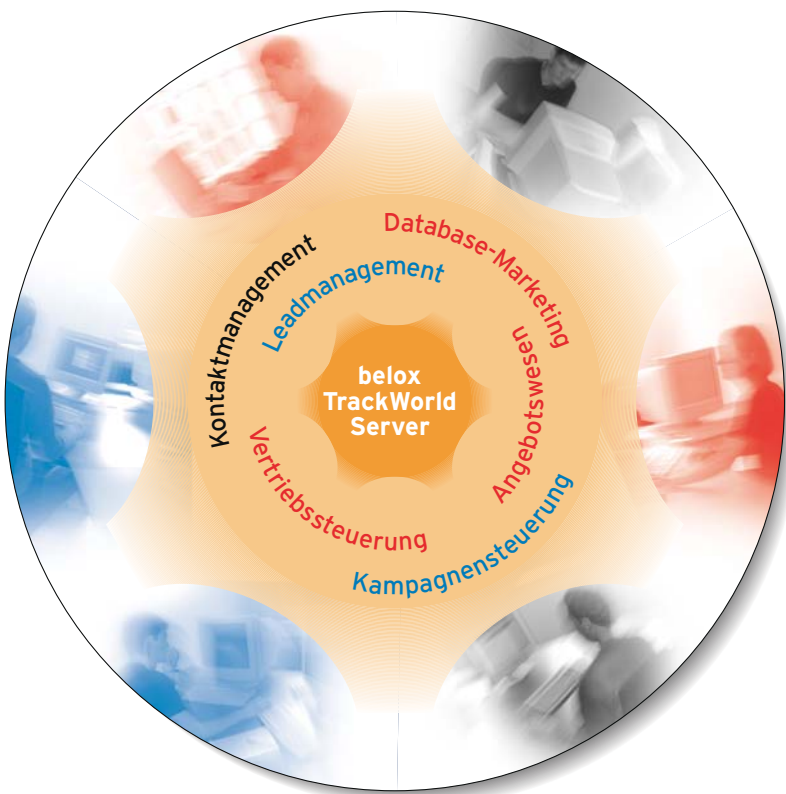 Database-Marketing
Kontaktmanagement
Leadmanagement
Angebotswesen
belox
TrackWorld
Server
Vertriebssteuerung
Kampagnensteuerung